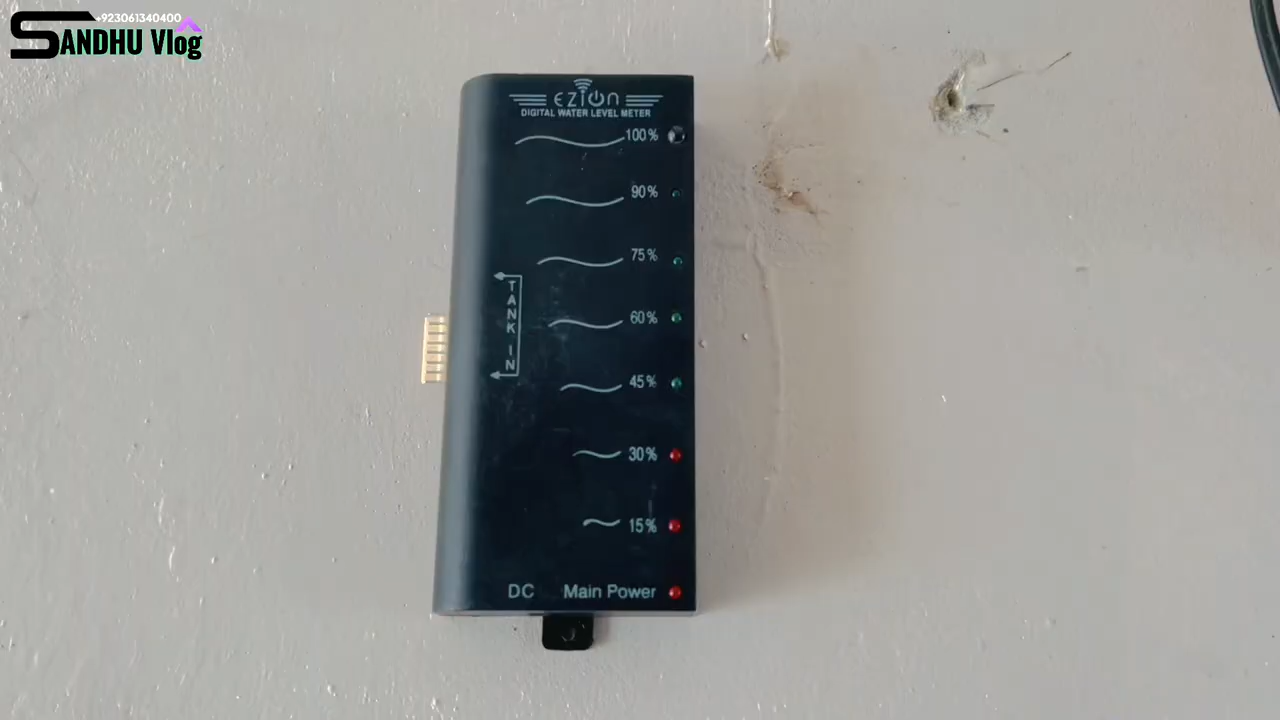 +923061340400
SANDHU Vlog
EZION
DIGITAL WATER LEVEL METER
100%
90%
75%
TANK IN
60%
45%
30%
15%
DC Main Power